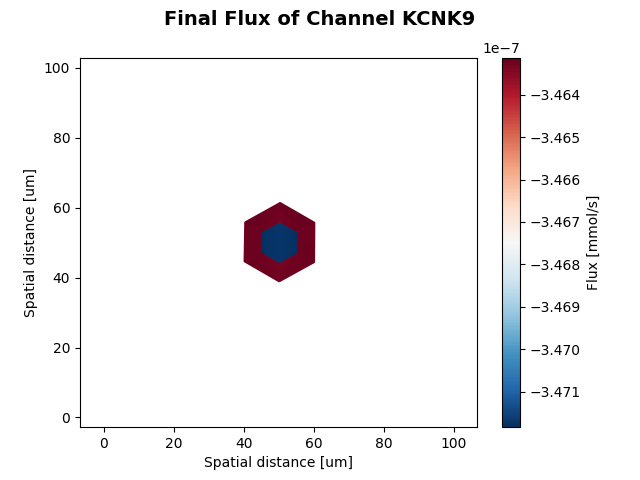 Final Flux of Channel KCNK9
1e−7
100
80
60
40
20
0
0 20 40 60 80 100
Spatial distance [um]
Spatial distance [um]
−3.464
−3.465
−3.466
−3.467
−3.468
−3.469
−3.470
−3.471
Flux [mmol/s]